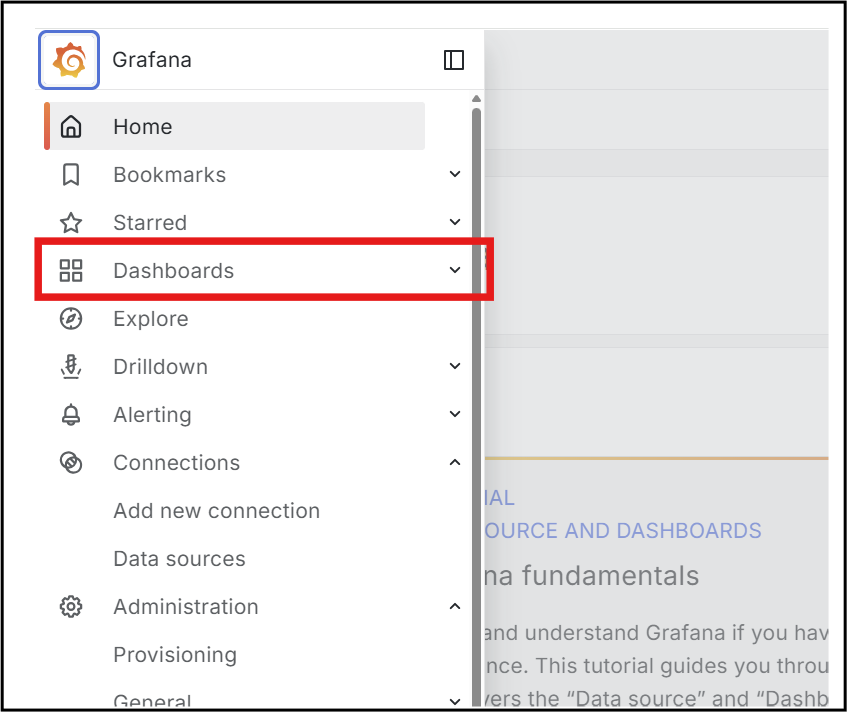 Grafana
Home
Bookmarks
Starred
Dashboards
Explore
Drilldown
Alerting
Connections
Add new connection
Data sources
Administration
Provisioning
General
IAL
OURCE AND DASHBOARDS
na fundamentals
and understand Grafana if you hav
nce. This tutorial guides you throu
vers the “Data source” and “Dashb